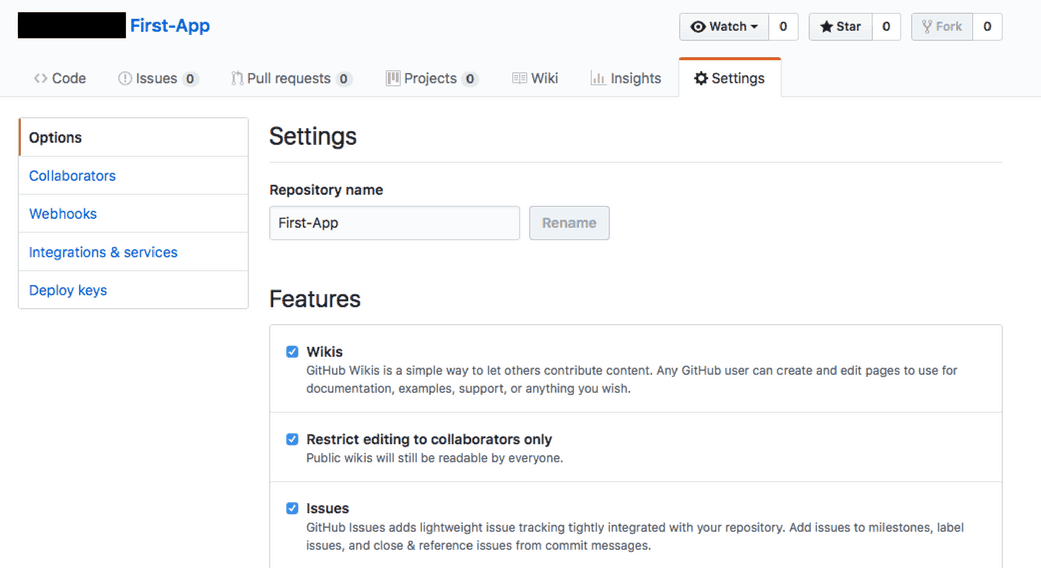 First-App
Watch 0 Star 0 Fork 0
Code Issues 0 Pull requests 0 Projects 0 Wiki Insights Settings
Options
Collaborators
Webhooks
Integrations & services
Deploy keys
Settings
Repository name
First-App Rename
Features
Wikis
GitHub Wikis is a simple way to let others contribute content. Any GitHub user can create and edit pages to use for
documentation, examples, support, or anything you wish.
Restrict editing to collaborators only
Public wikis will still be readable by everyone.
Issues
GitHub Issues adds lightweight issue tracking tightly integrated with your repository. Add issues to milestones, label
issues, and close & reference issues from commit messages.